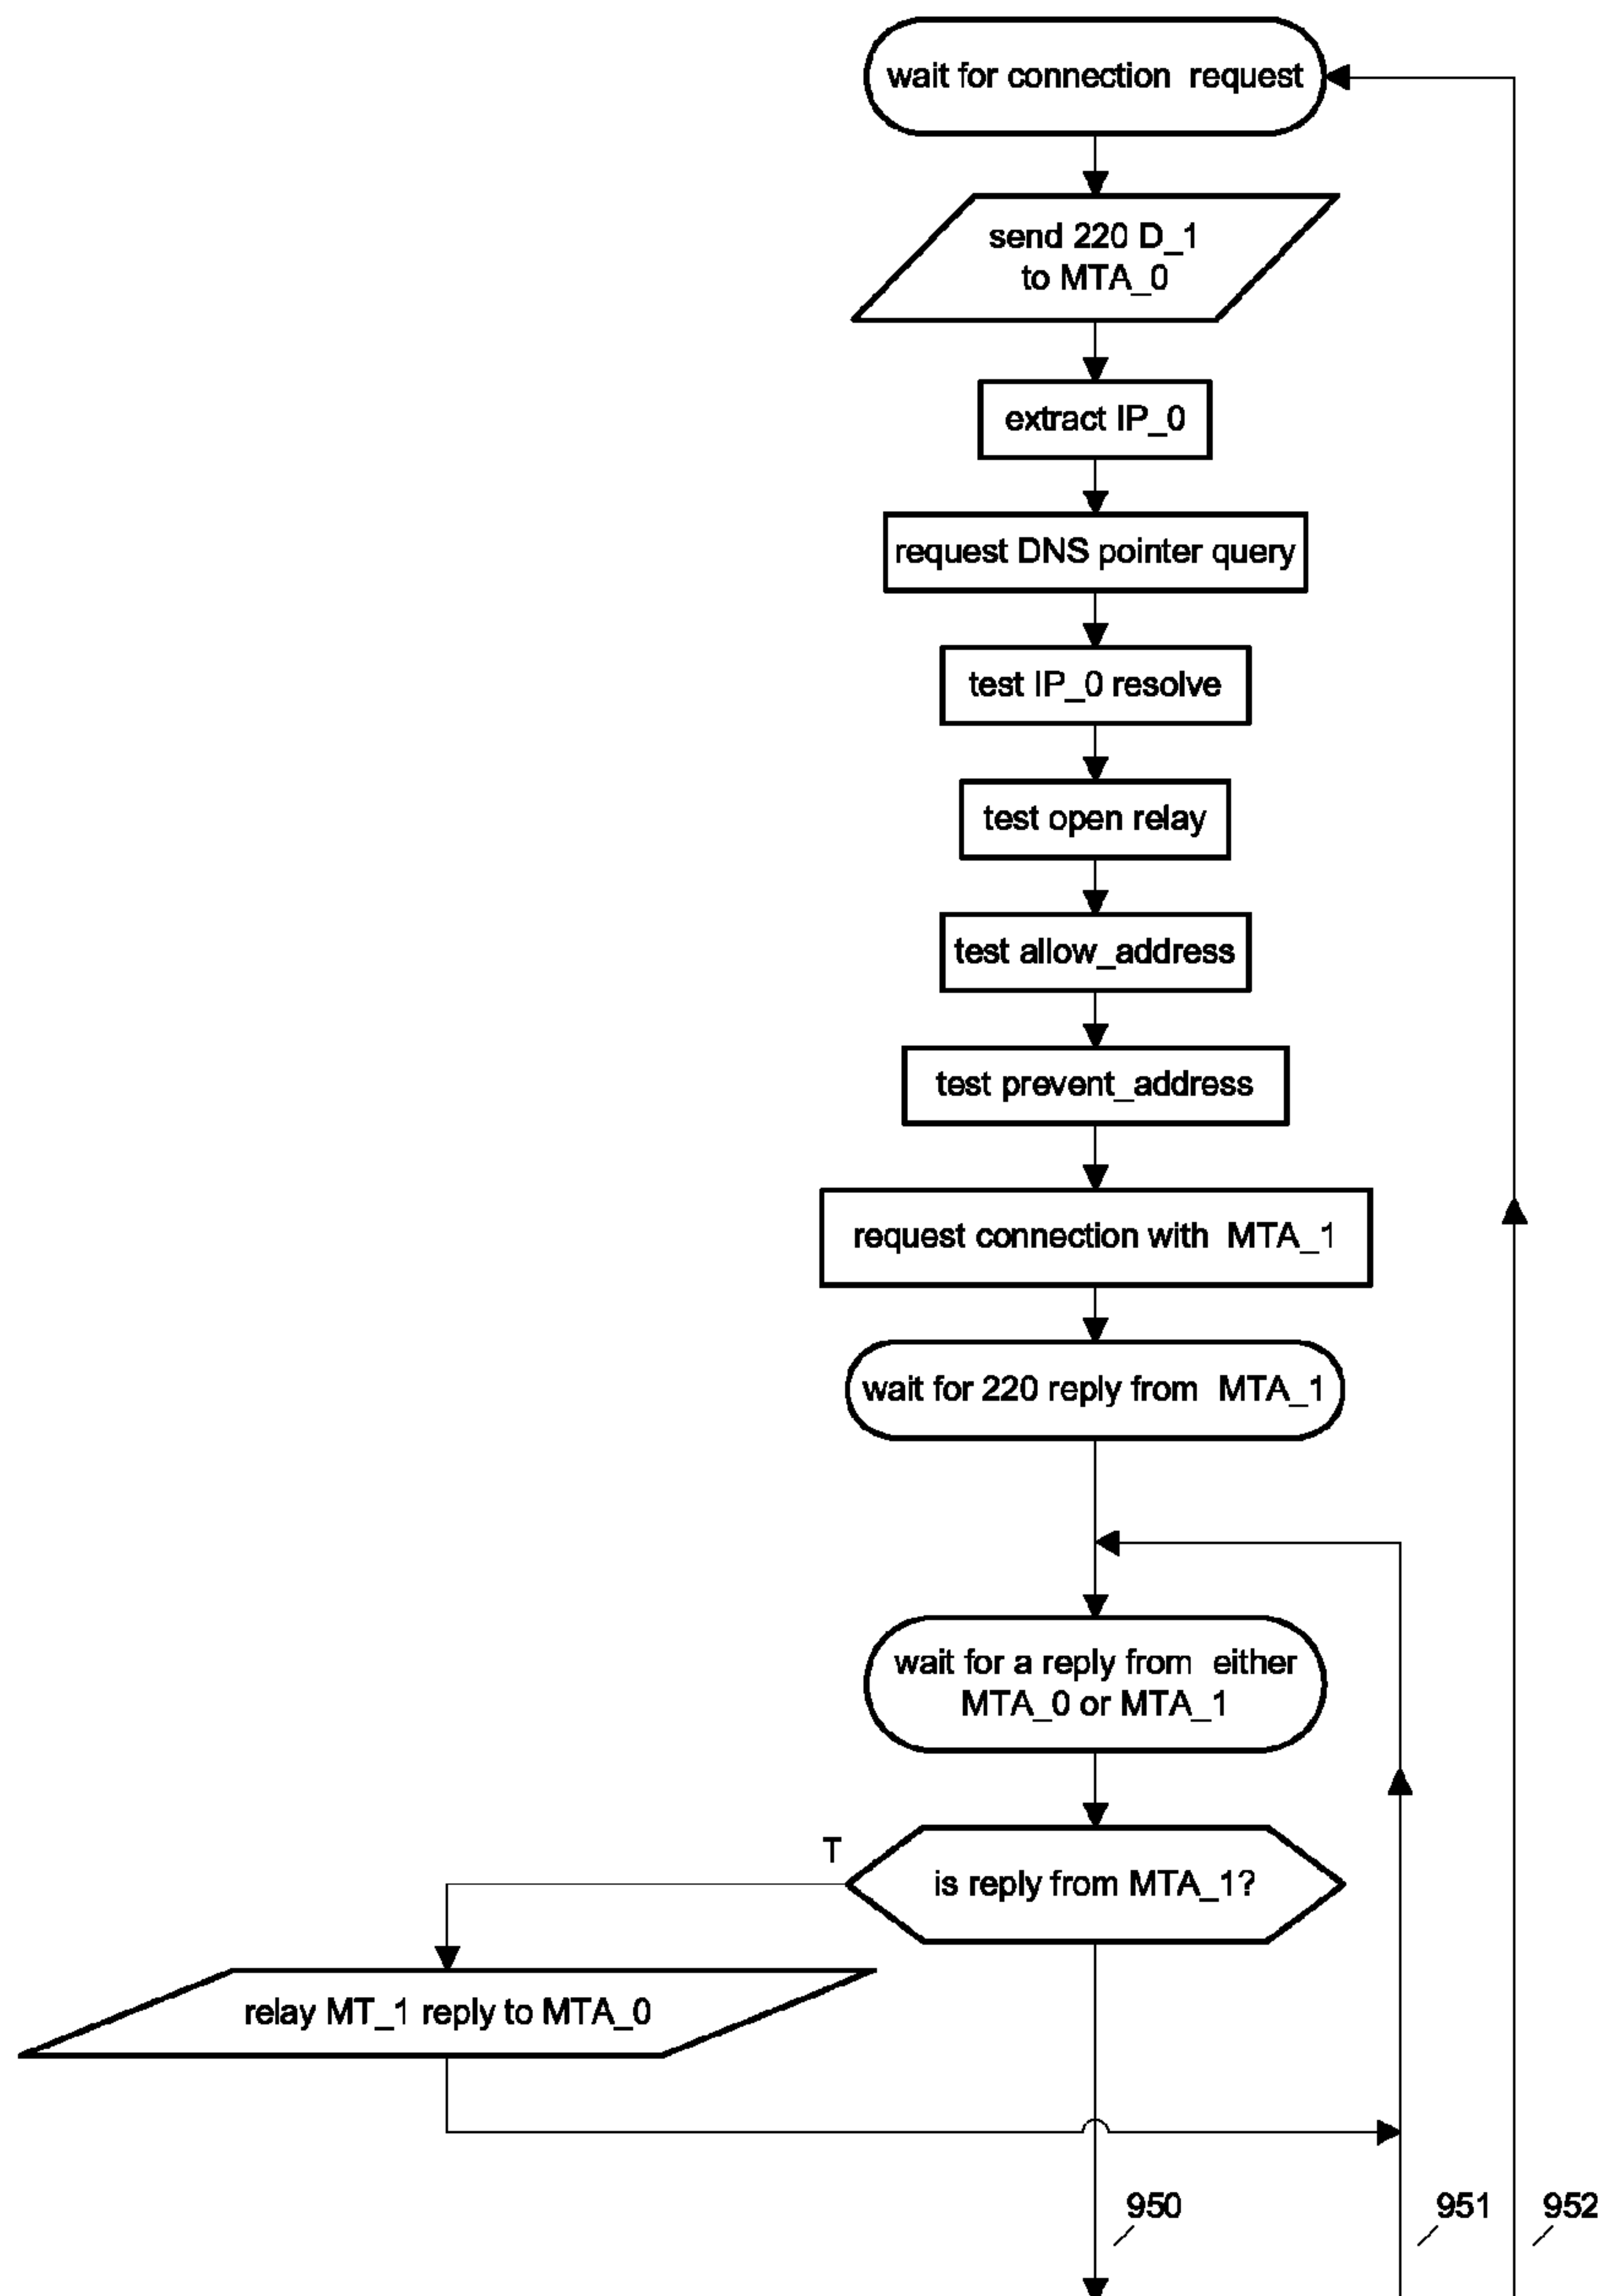 wait for connection request
send 220 D_1
to MTA_0
extract IP_0
request DNS pointer query
test IP_0 resolve
test open relay
test allow_address
test prevent_address
request connection with MTA_1
wait for 220 reply from MTA_1
wait for a reply from either
MTA_0 or MTA_1
T
is reply from MTA_1?
relay MT_1 reply to MTA_0
950
951
952